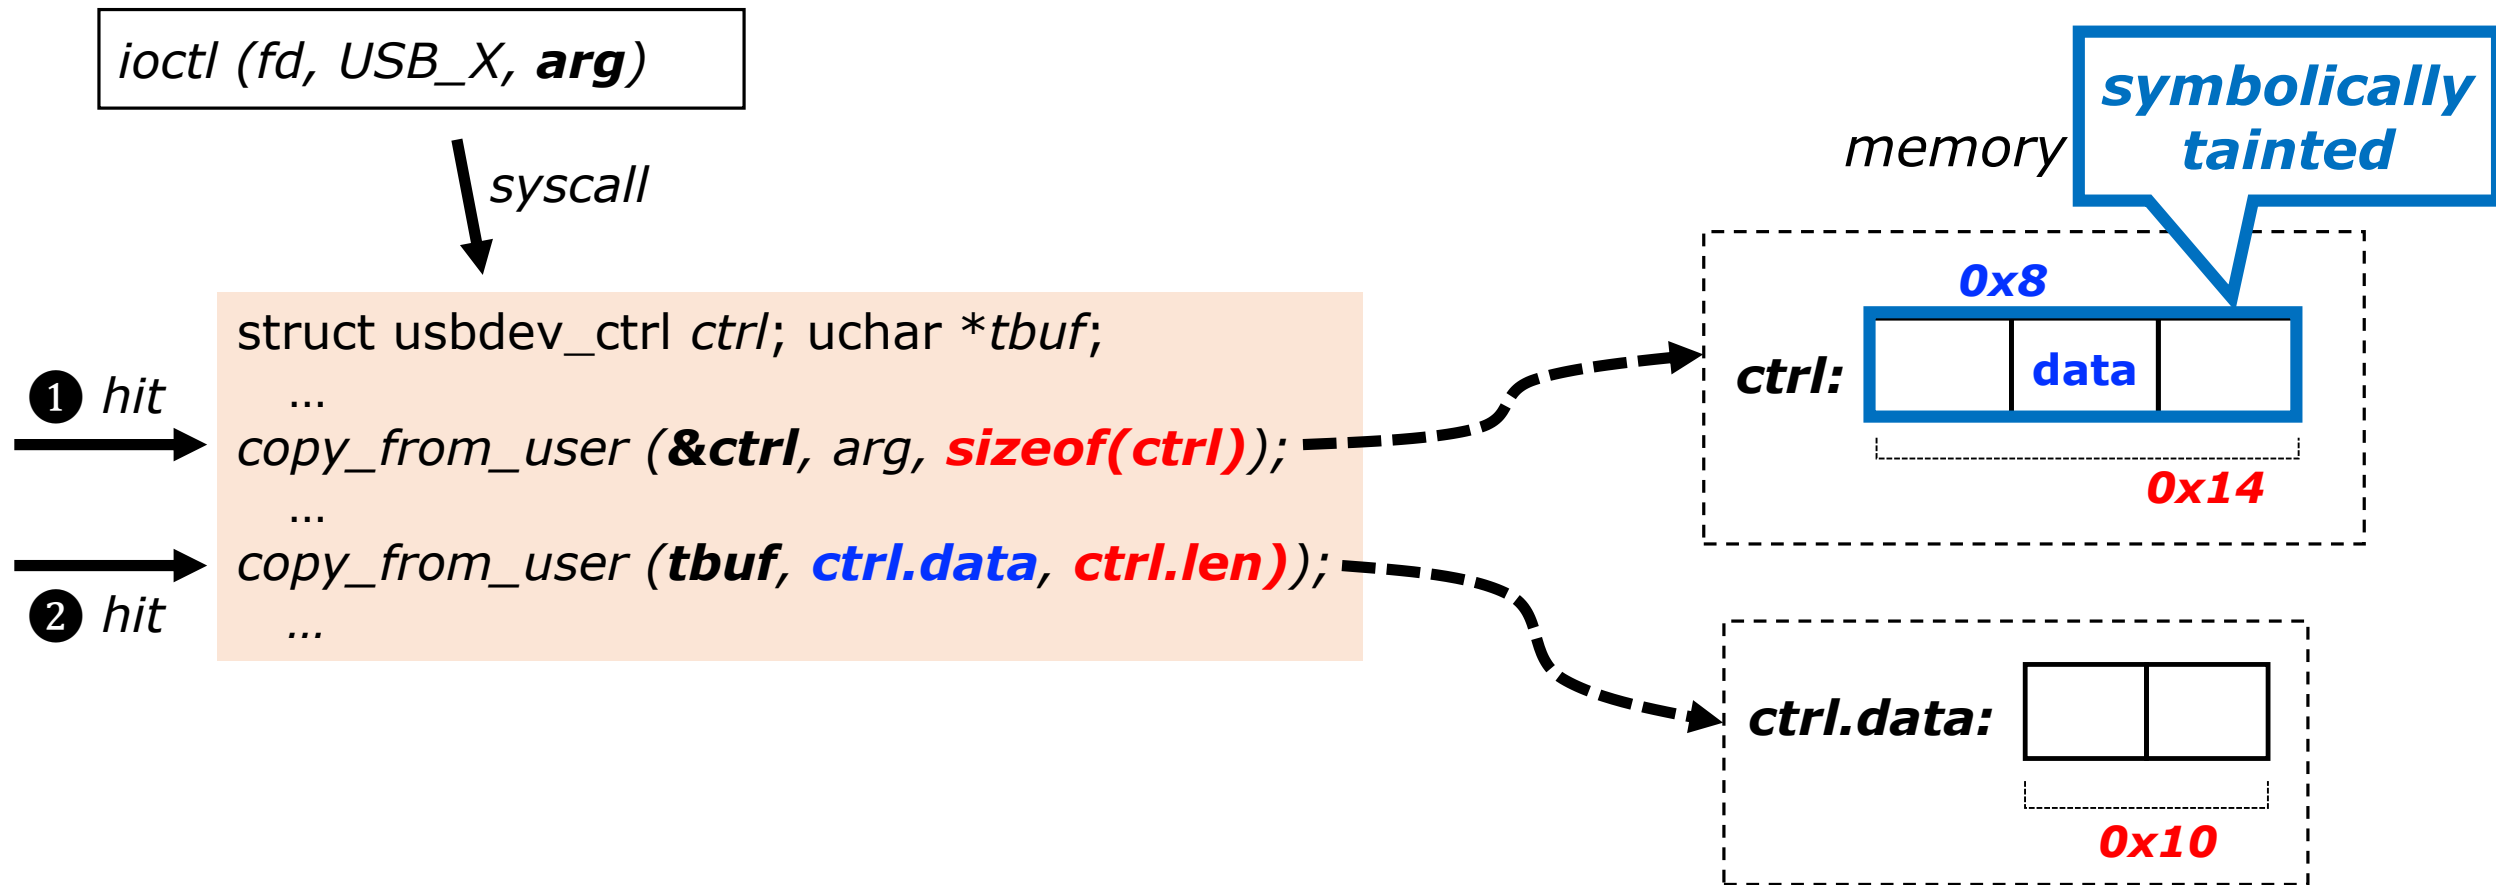 ioctl (fd, USB_X, arg)
syscall
struct usbdev_ctrl ctrl; uchar *tbuf;
...
1 hit
copy_from_user (&ctrl, arg, sizeof(ctrl));
...
copy_from_user (tbuf, ctrl.data, ctrl.len));
2 hit
...
memory
symbolically
tainted
0x8
ctrl:
data
0x14
ctrl.data:
0x10